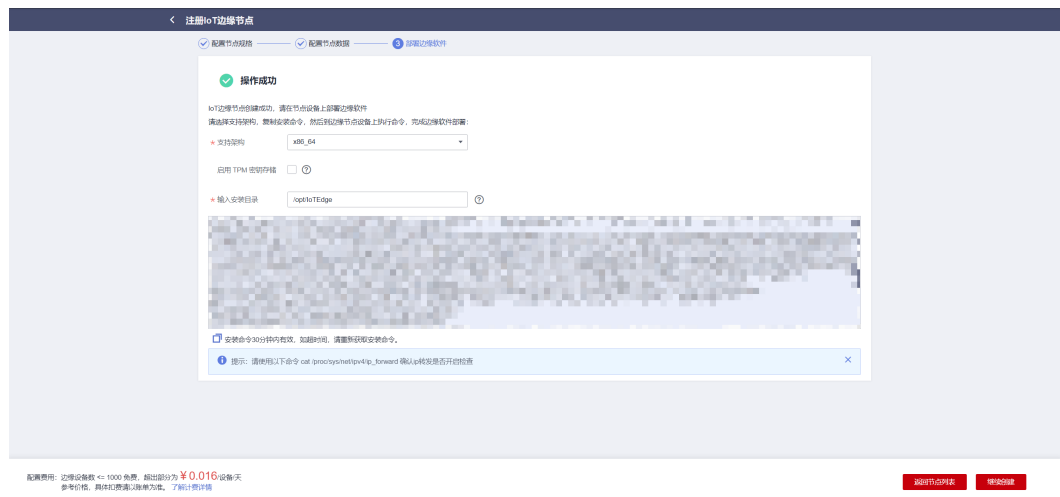 注册IoT边缘节点
配置节点规格 配置节点数据 3 部署边缘软件
操作成功
IoT边缘节点创建成功，请在节点设备上部署边缘软件
请选择支持架构，复制安装命令，然后到边缘节点设备上执行命令，完成边缘软件部署：
* 支持架构 x86_64
启用 TPM 密钥存储
* 输入安装目录 /opt/IoTEdge
安装命令30分钟内有效，如超时间，请重新获取安装命令。
提示：请使用以下命令 cat /proc/sys/net/ipv4/ip_forward 确认ip转发是否开启检查
配置费用：边缘设备数 <= 1000 免费，超出部分为 ¥0.016/设备/天
参考价格，具体扣费请以账单为准。 了解计费详情
返回节点列表 继续创建